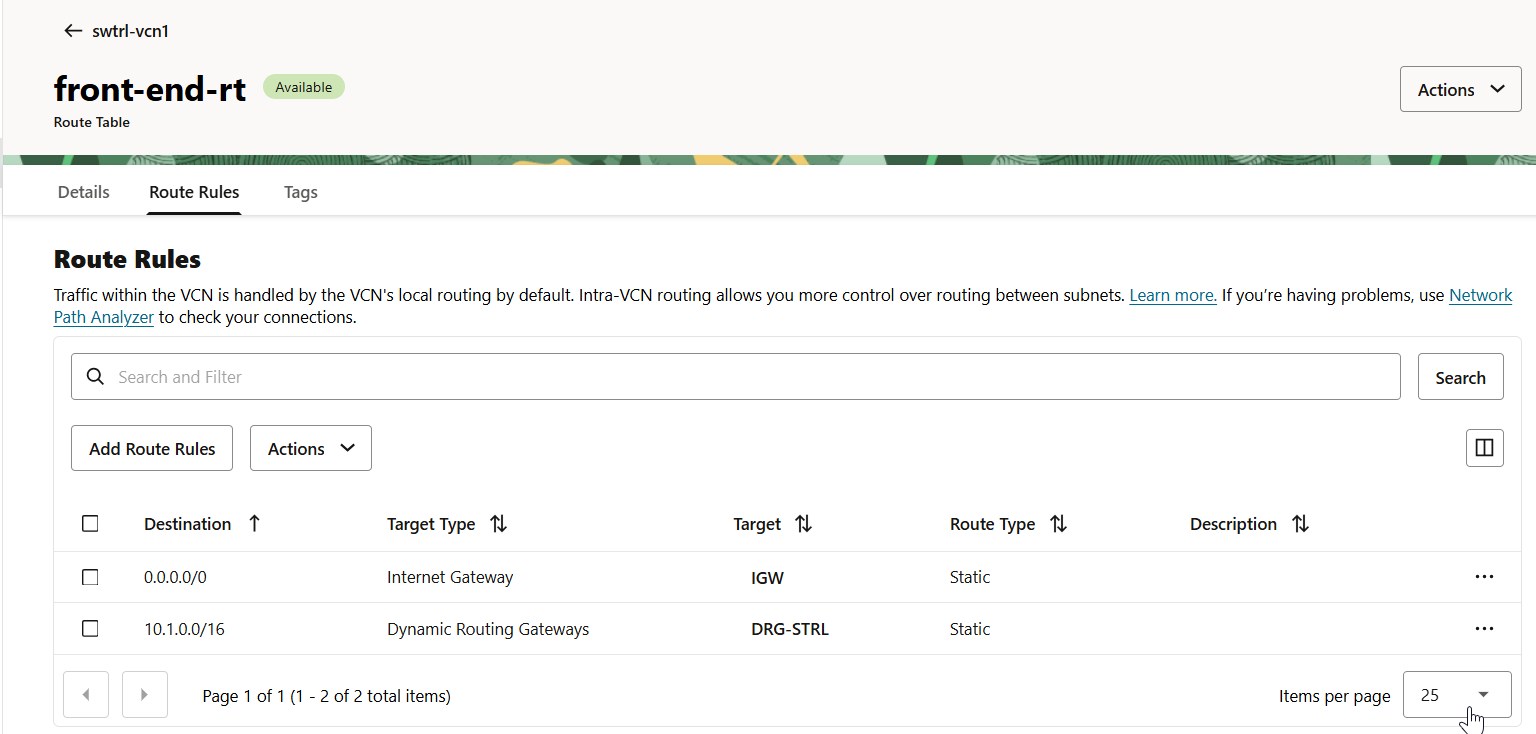 swtrl-vcn1
front-end-rt Available
Actions
Route Table
Details Route Rules Tags
Route Rules
Traffic within the VCN is handled by the VCN's local routing by default. Intra-VCN routing allows you more control over routing between subnets. Learn more. If you’re having problems, use Network
Path Analyzer to check your connections.
Search and Filter Search
Add Route Rules Actions
Destination Target Type Target Route Type Description
0.0.0.0/0 Internet Gateway IGW Static
10.1.0.0/16 Dynamic Routing Gateways DRG-STRL Static
Page 1 of 1 (1 - 2 of 2 total items) Items per page 25